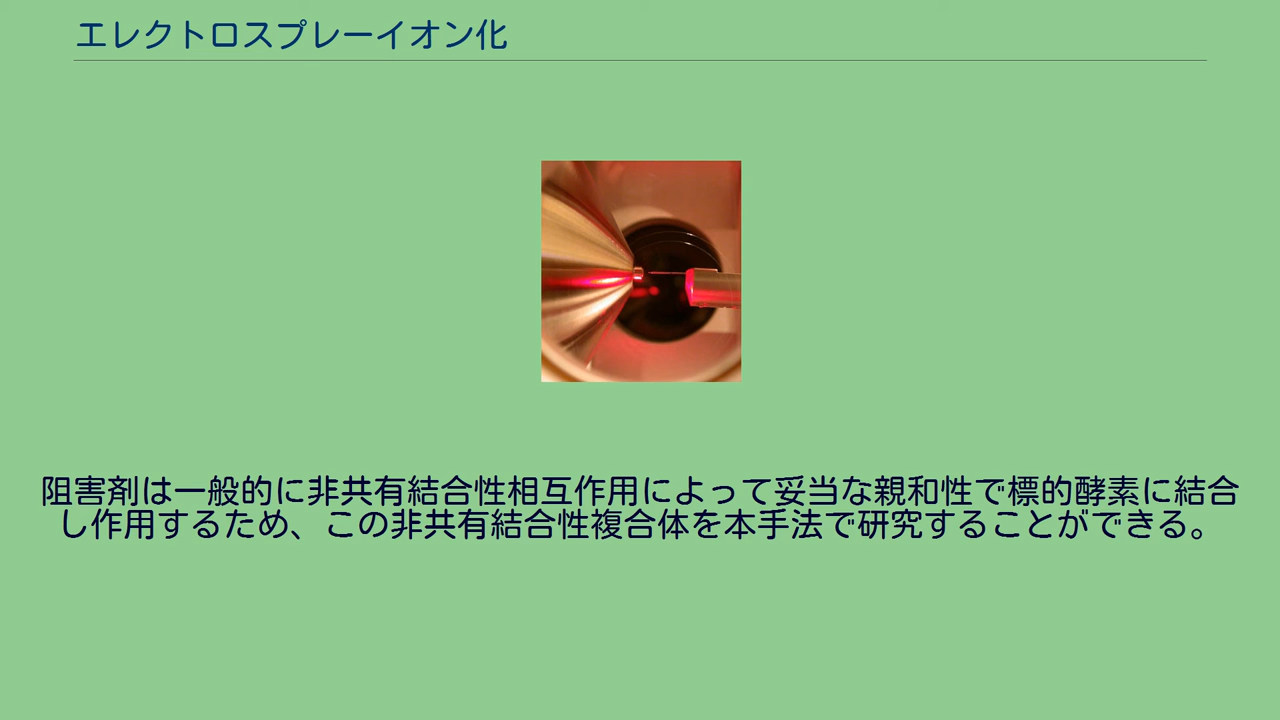 エレクトロスプレーイオン化
阻害剤は一般的に非共有結合性相互作用によって妥当な親和性で標的酵素に結合
し作用するため、この非共有結合性複合体を本手法で研究することができる。